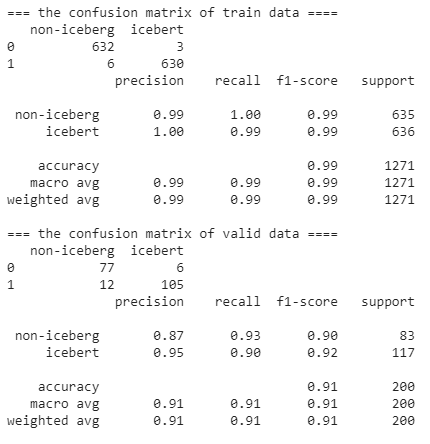 === the confusion matrix of train data ====
non-iceberg icebert
0 632 3
1 6 630
precision recall f1-score support
non-iceberg 0.99 1.00 0.99 635
icebert 1.00 0.99 0.99 636
accuracy 0.99 1271
macro avg 0.99 0.99 0.99 1271
weighted avg 0.99 0.99 0.99 1271
=== the confusion matrix of valid data ====
non-iceberg icebert
0 77 6
1 12 105
precision recall f1-score support
non-iceberg 0.87 0.93 0.90 83
icebert 0.95 0.90 0.92 117
accuracy 0.91 200
macro avg 0.91 0.91 0.91 200
weighted avg 0.91 0.91 0.91 200